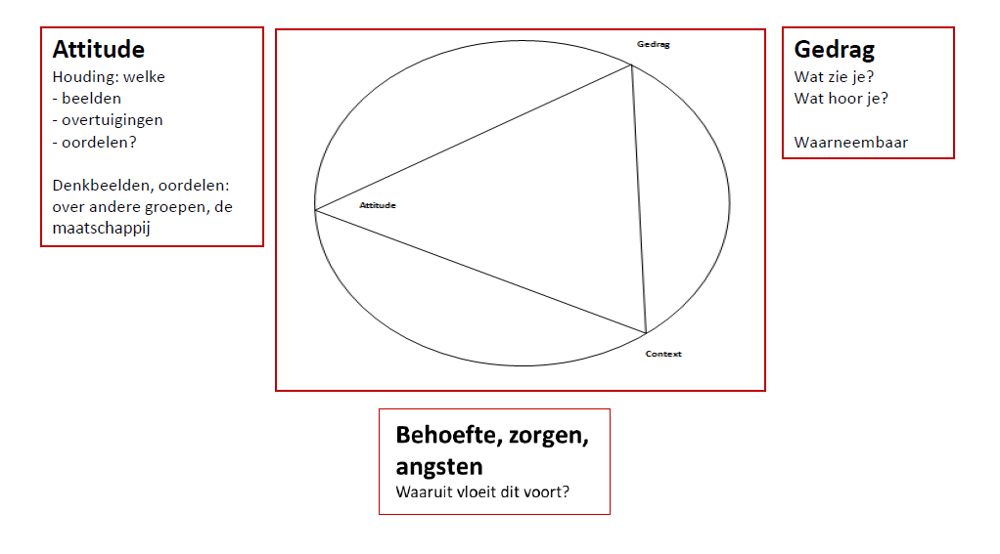 Attitude
Houding: welke
- beelden
- overtuigingen
- oordelen?
Denkbeelden, oordelen:
over andere groepen, de
maatschappij
Gedrag
Attitude
Context
Gedrag
Wat zie je?
Wat hoor je?
Waarneembaar
Behoefte, zorgen,
angsten
Waaruit vloeit dit voort?